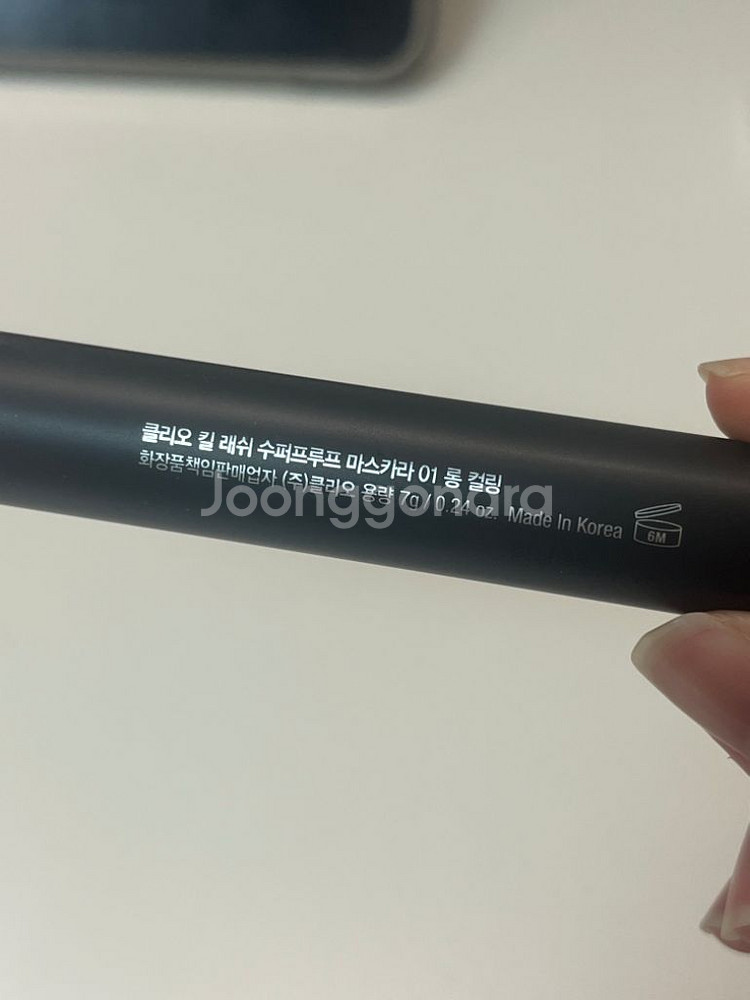 클리오 킬 래쉬 수퍼프루프 마스카라 01 롱 컬링
화장품책임판매업자 (주)클리오 용량 7g / 0.24 oz. Made In Korea
6M
Joonggonara